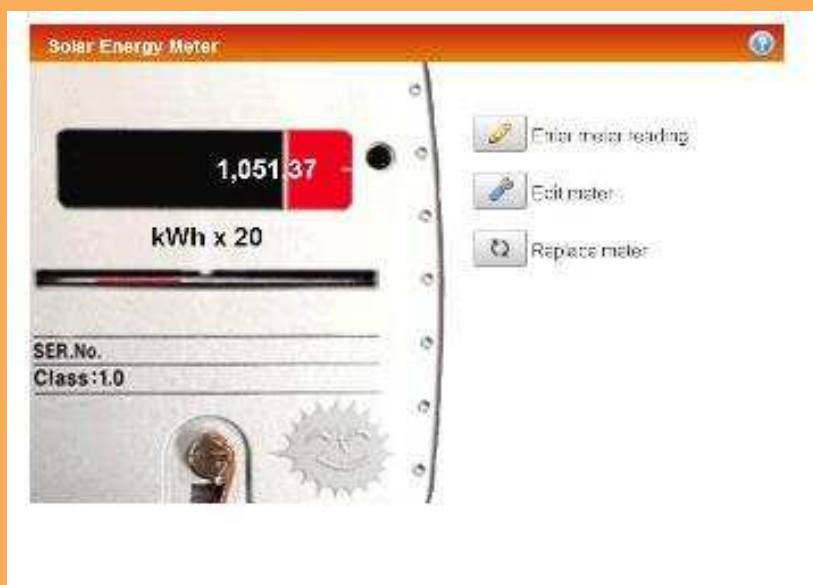 Solar Energy Meter
1,051,37
kWh x 20
SER.No.
Class:1.0
Enter meter reading
Edit meter
Replace meter